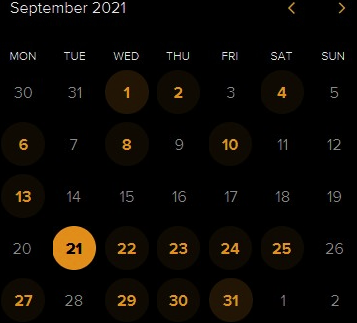 September 2021
MON TUE WED THU FRI SAT SUN
30 31 1 2 3 4 5
6 7 8 9 10 11 12
13 14 15 16 17 18 19
20 21 22 23 24 25 26
27 28 29 30 31 1 2